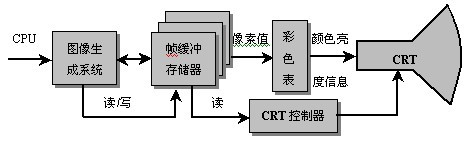 CPU
图像生
成系统
帧缓冲
存储器
像素值
彩
色
表
颜色亮
度信息
CRT
读/写
读
CRT 控制器